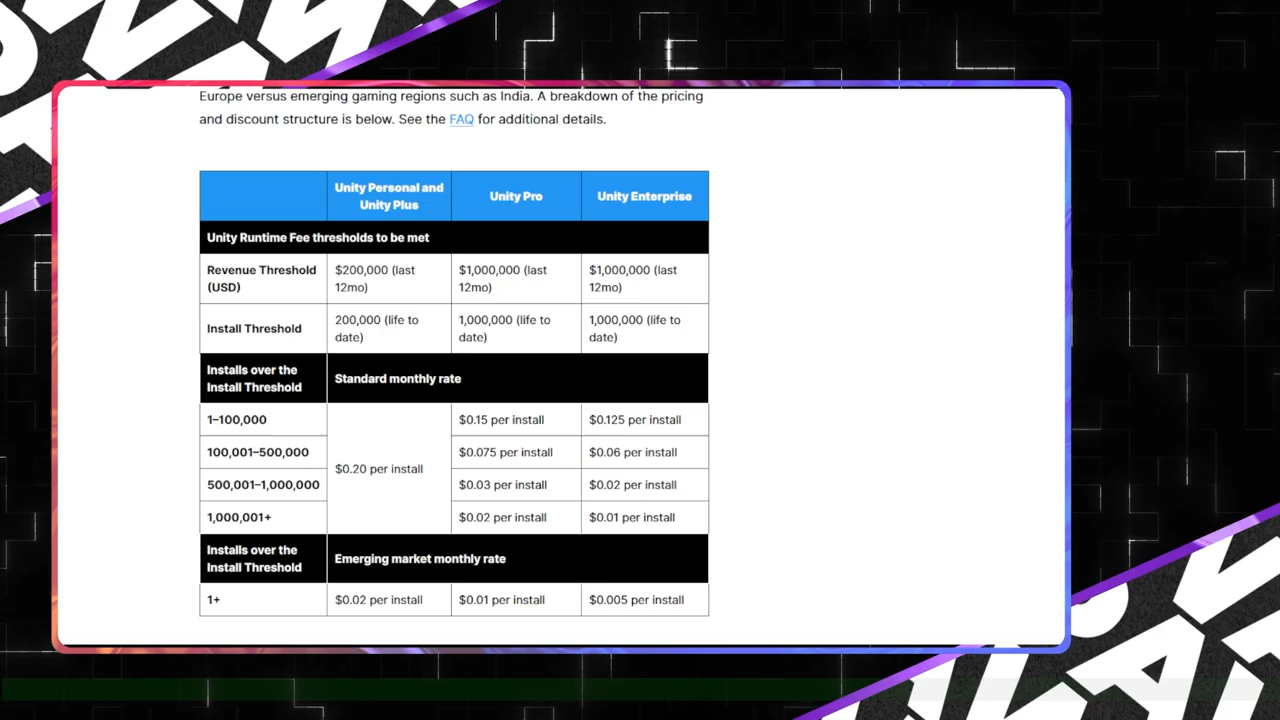 Europe versus emerging gaming regions such as India. A breakdown of the pricing
and discount structure is below. See the FAQ for additional details.
Unity Personal and
Unity Plus
Unity Pro
Unity Enterprise
Unity Runtime Fee thresholds to be met
Revenue Threshold
(USD)
$200,000 (last
12mo)
$1,000,000 (last
12mo)
$1,000,000 (last
12mo)
Install Threshold
200,000 (life to
date)
1,000,000 (life to
date)
1,000,000 (life to
date)
Installs over the
Install Threshold
Standard monthly rate
1–100,000
$0.20 per install
$0.15 per install
$0.125 per install
100,001–500,000
$0.075 per install
$0.06 per install
500,001–1,000,000
$0.03 per install
$0.02 per install
1,000,001+
$0.02 per install
$0.01 per install
Installs over the
Install Threshold
Emerging market monthly rate
1+
$0.02 per install
$0.01 per install
$0.005 per install